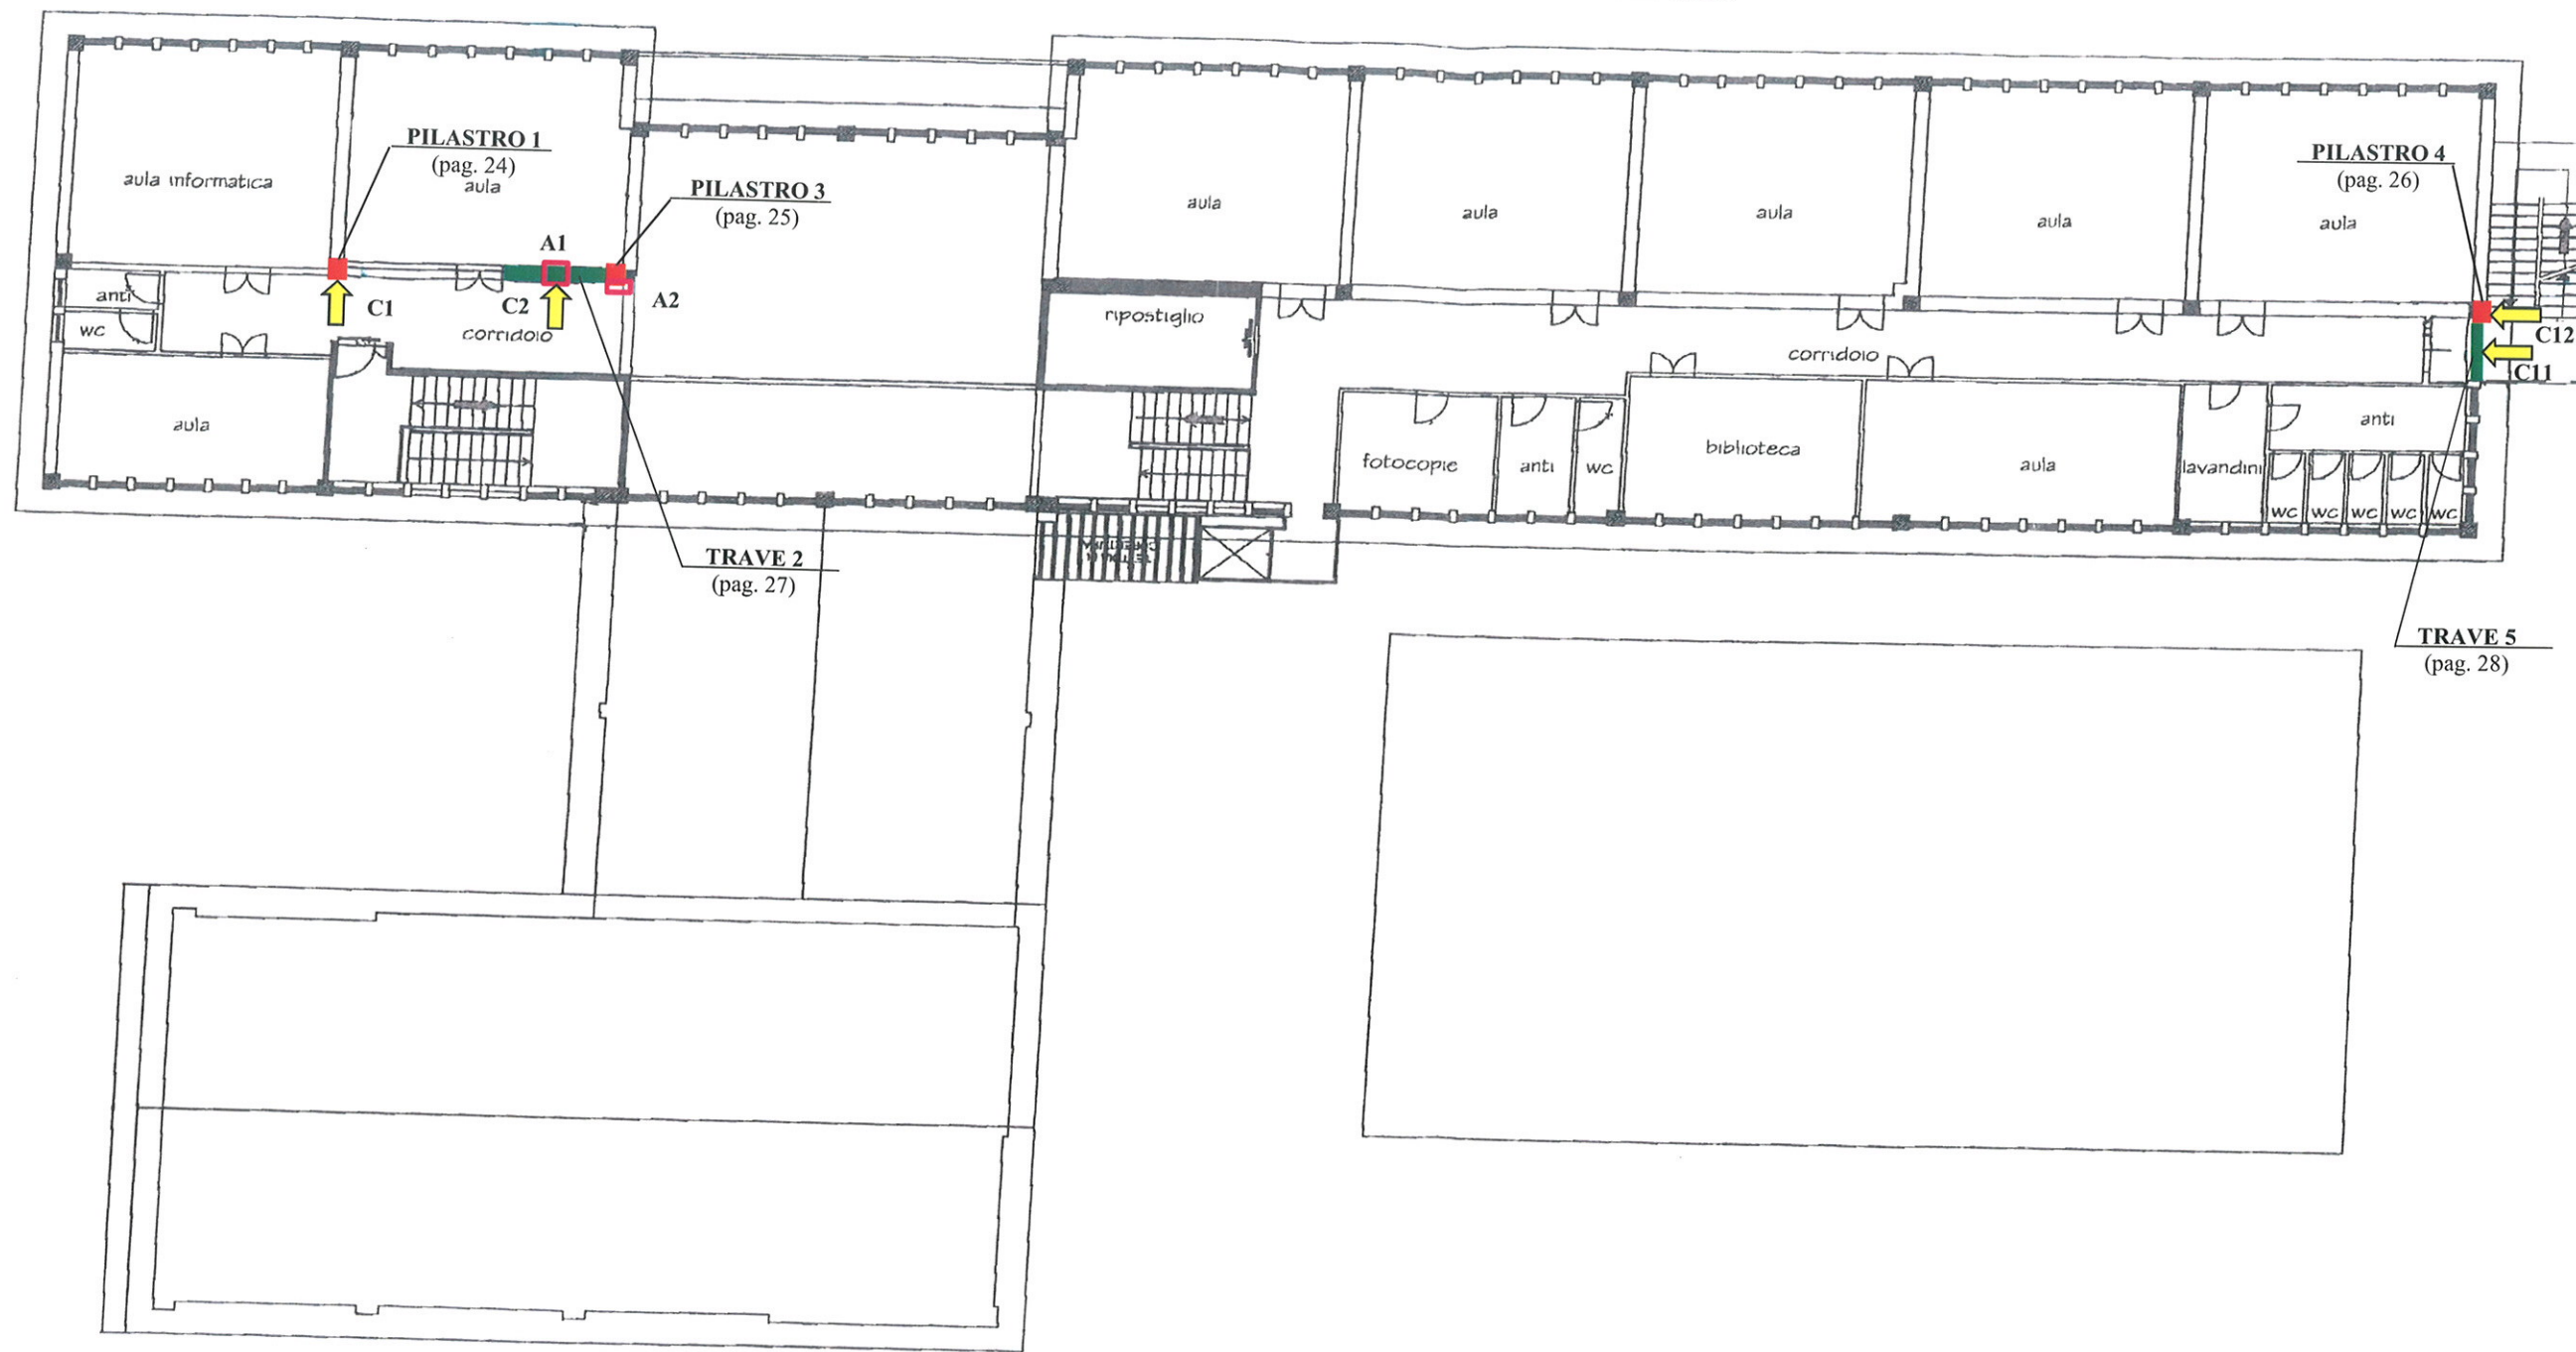 PILASTRO 1
(pag. 24)
PILASTRO 3
(pag. 25)
PILASTRO 4
(pag. 26)
aula informatica
aula
aula
aula
aula
aula
aula
A1
A2
C1
C2
C12
C11
anti
wc
corridoio
ripostiglio
corridoio
aula
fotocopie
anti
wc
biblioteca
aula
lavandini
anti
wc
wc
wc
wc
wc
TRAVE 2
(pag. 27)
TRAVE 5
(pag. 28)